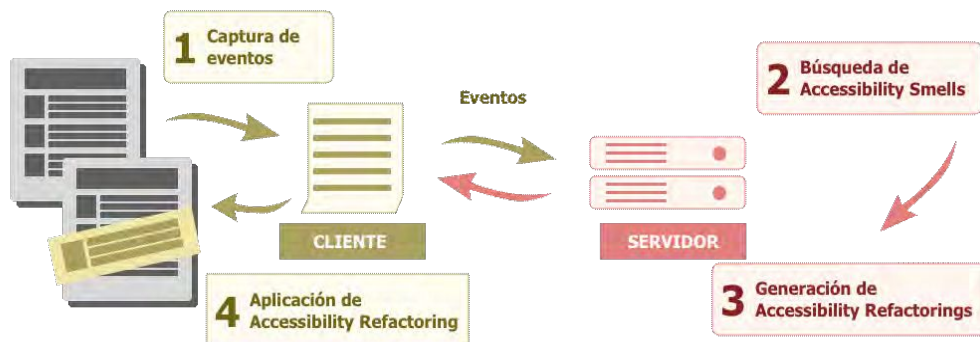 1 Captura de
eventos
Eventos
2 Búsqueda de
Accessibility Smells
CLIENTE
SERVIDOR
4 Aplicación de
Accessibility Refactoring
3 Generación de
Accessibility Refactorings